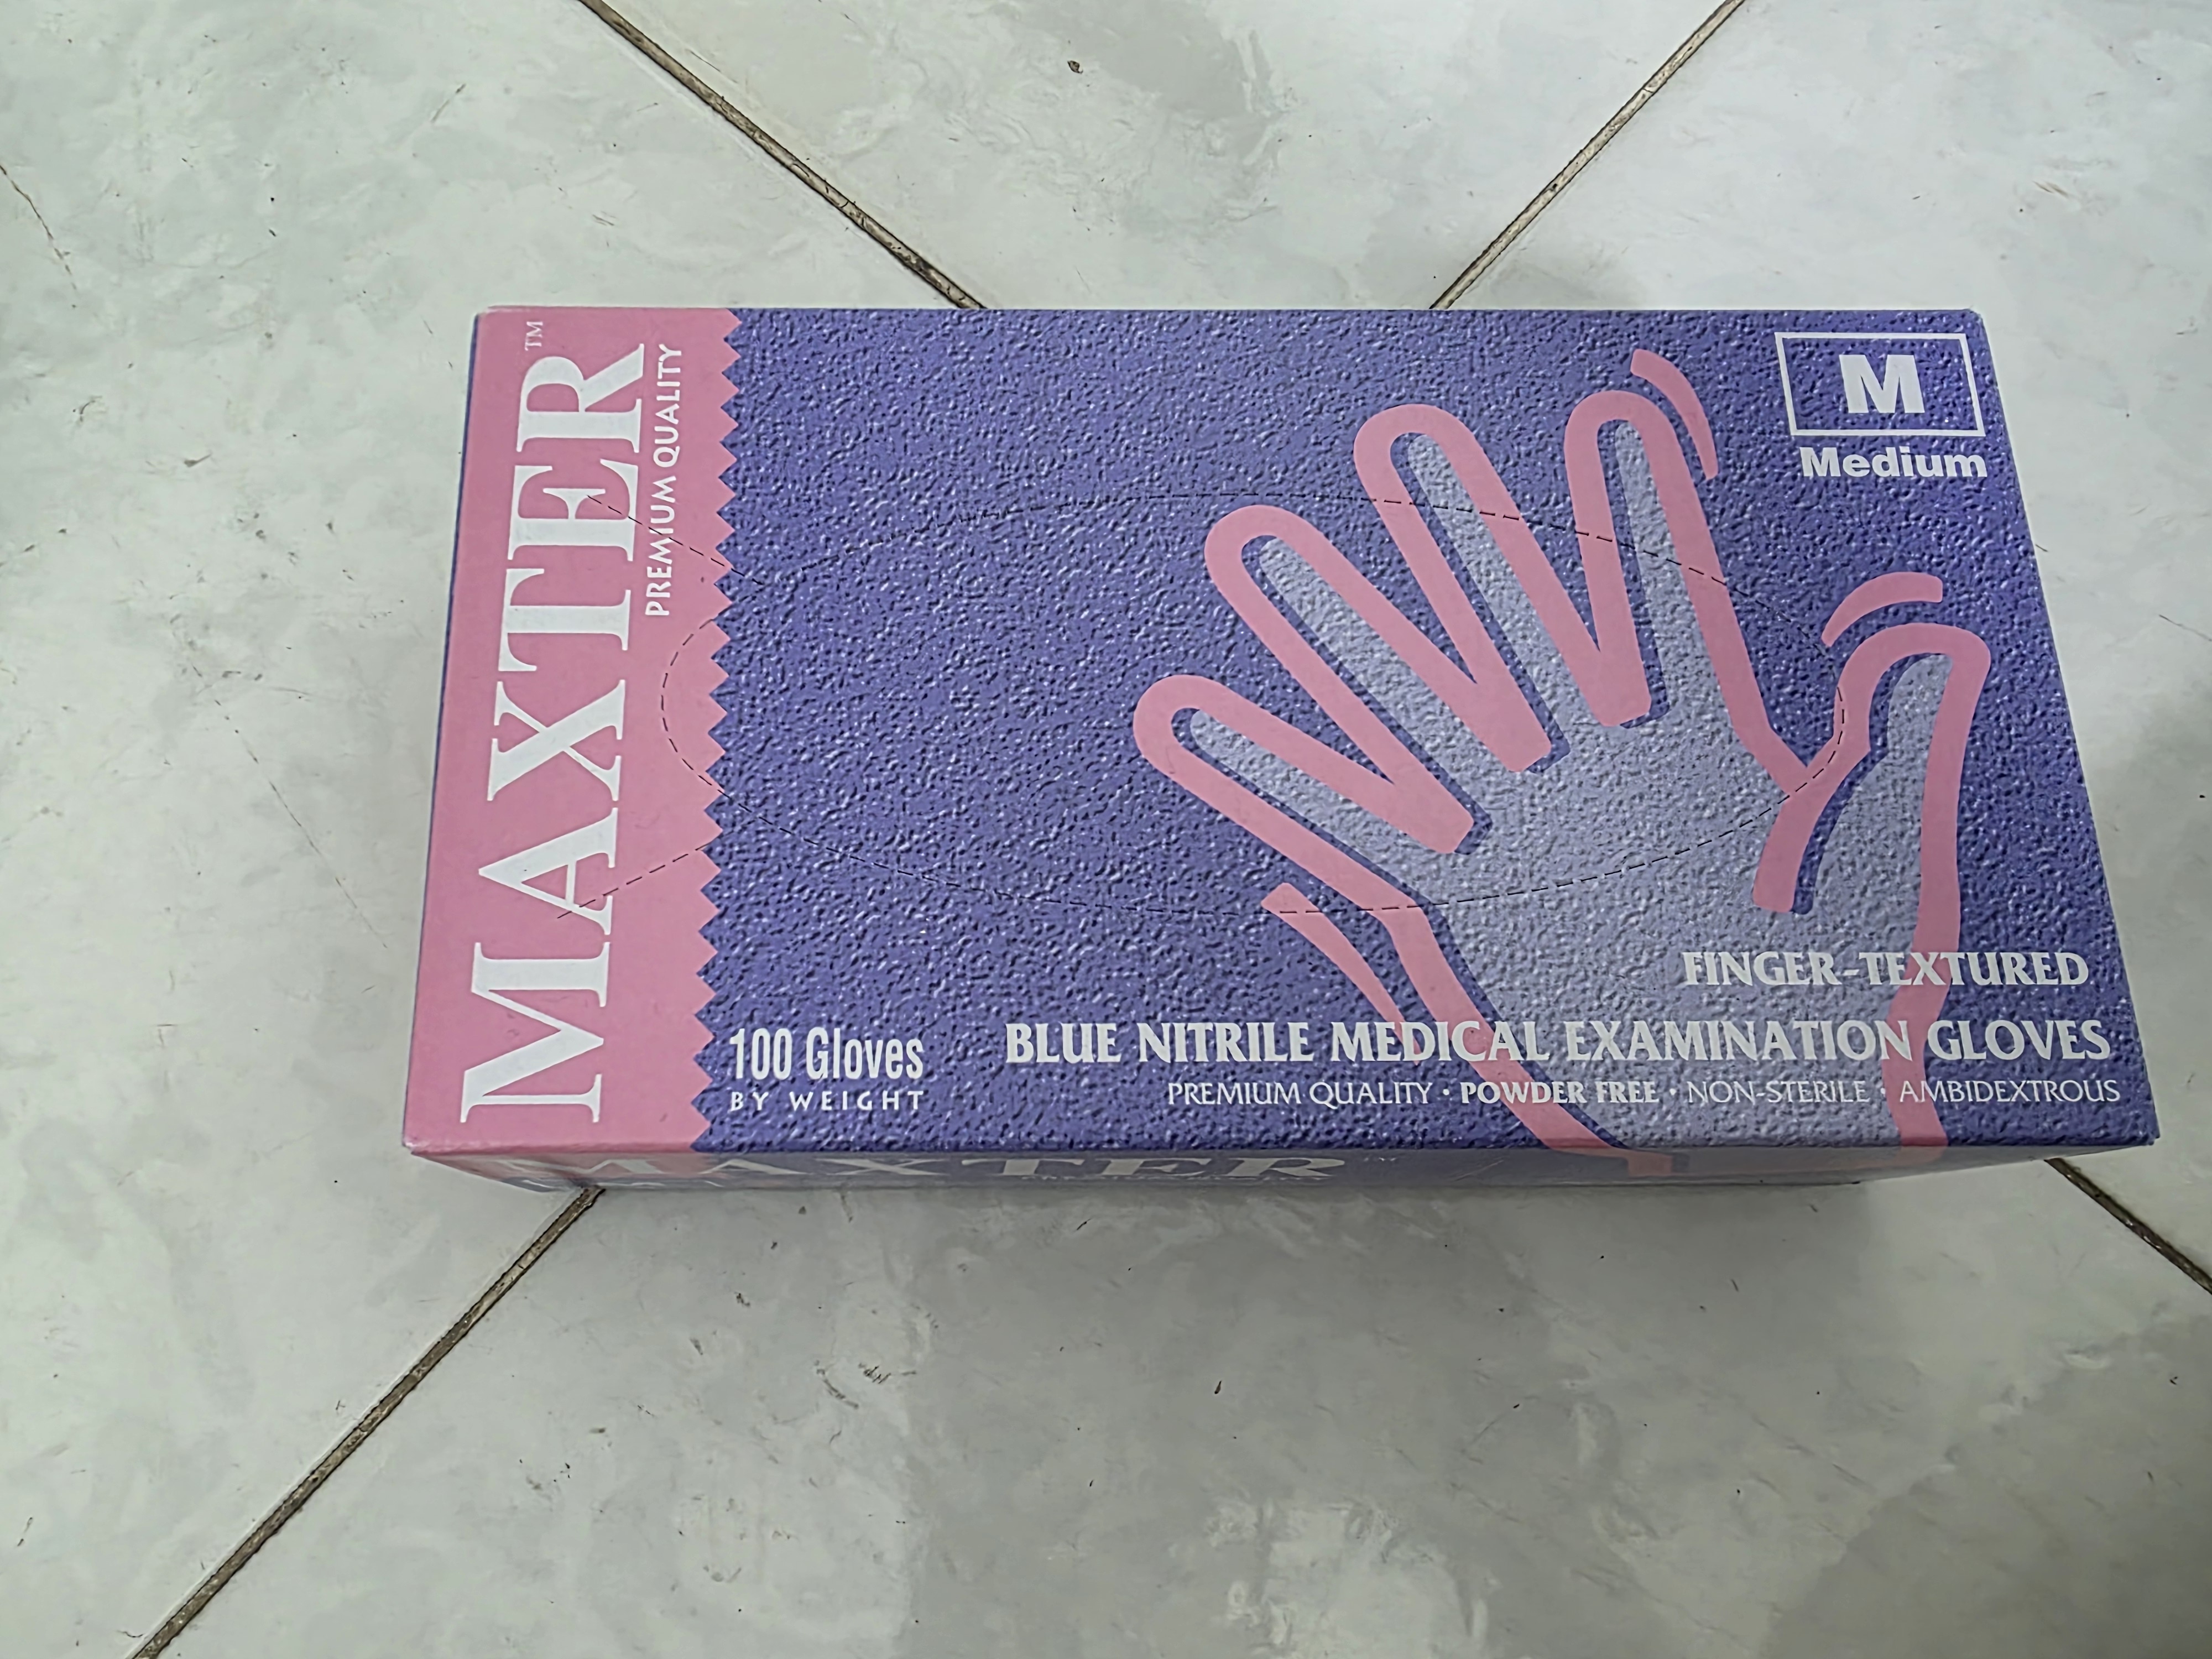 MAXTER™
PREMIUM QUALITY
M
Medium
FINGER-TEXTURED
100 Gloves
BY WEIGHT
BLUE NITRILE MEDICAL EXAMINATION GLOVES
PREMIUM QUALITY • POWDER FREE • NON-STERILE • AMBIDEXTROUS
MAXTER™